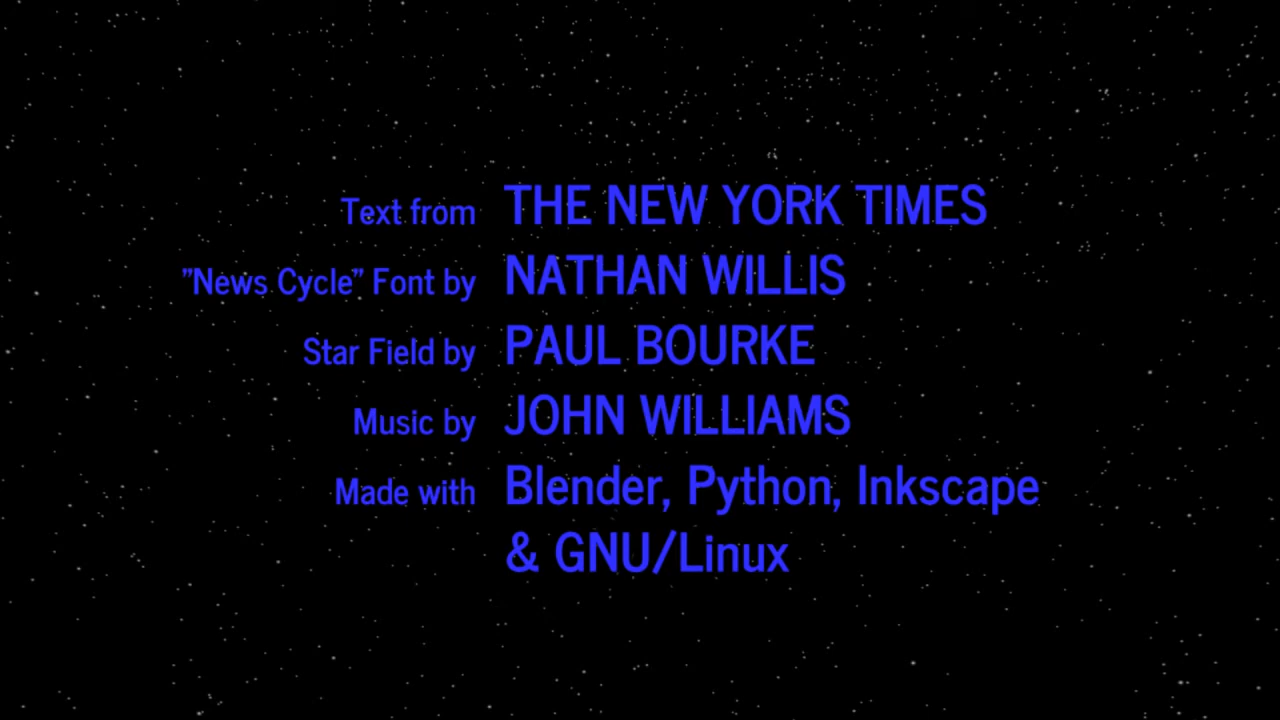 Text from THE NEW YORK TIMES
"News Cycle" Font by NATHAN WILLIS
Star Field by PAUL BOURKE
Music by JOHN WILLIAMS
Made with Blender, Python, Inkscape
& GNU/Linux